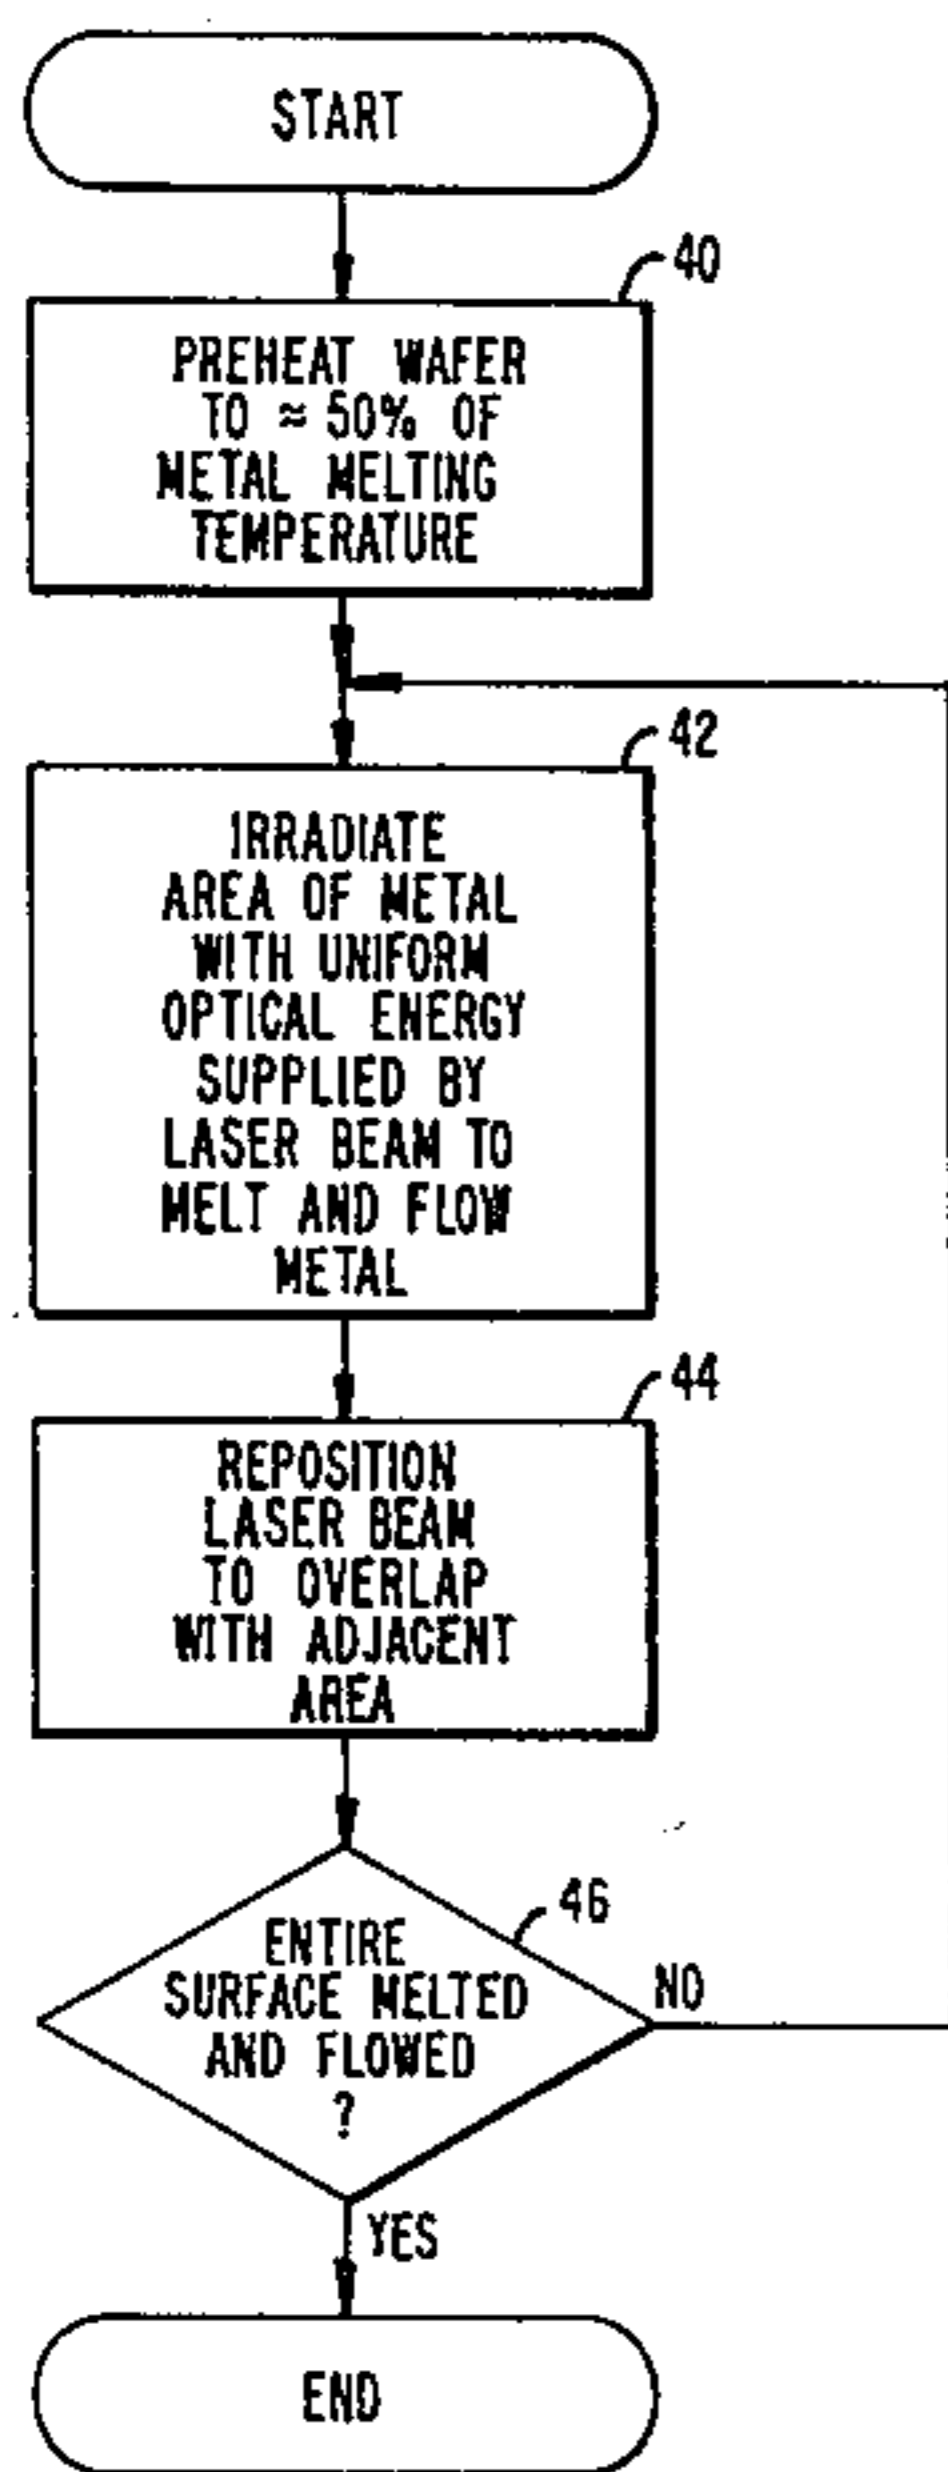 START
40
PREHEAT WAFER
TO ≈ 50% OF
METAL MELTING
TEMPERATURE
42
IRRADIATE
AREA OF METAL
WITH UNIFORM
OPTICAL ENERGY
SUPPLIED BY
LASER BEAM TO
MELT AND FLOW
METAL
44
REPOSITION
LASER BEAM
TO OVERLAP
WITH ADJACENT
AREA
46
ENTIRE
SURFACE MELTED
AND FLOWED
?
NO
YES
END